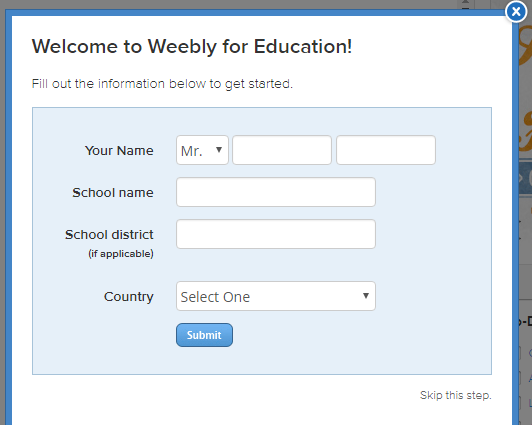 Welcome to Weebly for Education!
Fill out the information below to get started.
Your Name Mr.
School name
School district
(if applicable)
Country Select One
Submit
Skip this step.